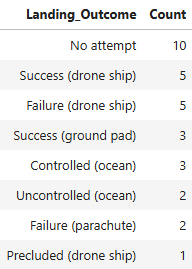 Landing_Outcome Count
No attempt 10
Success (drone ship) 5
Failure (drone ship) 5
Success (ground pad) 3
Controlled (ocean) 3
Uncontrolled (ocean) 2
Failure (parachute) 2
Precluded (drone ship) 1